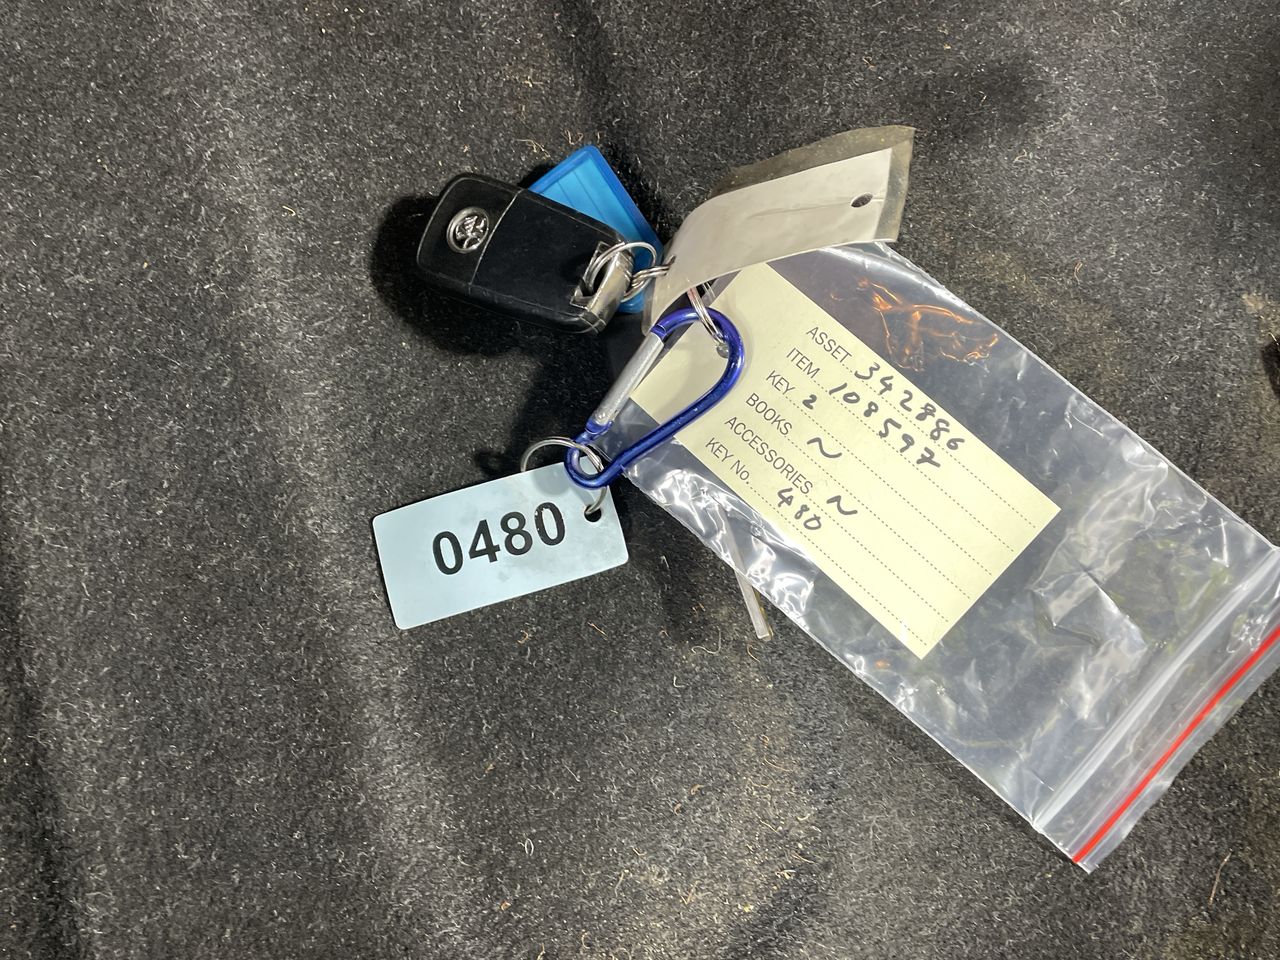 ASSET 342886
ITEM 108597
KEY 2
BOOKS ~
ACCESSORIES ~
KEY No. 480
0480